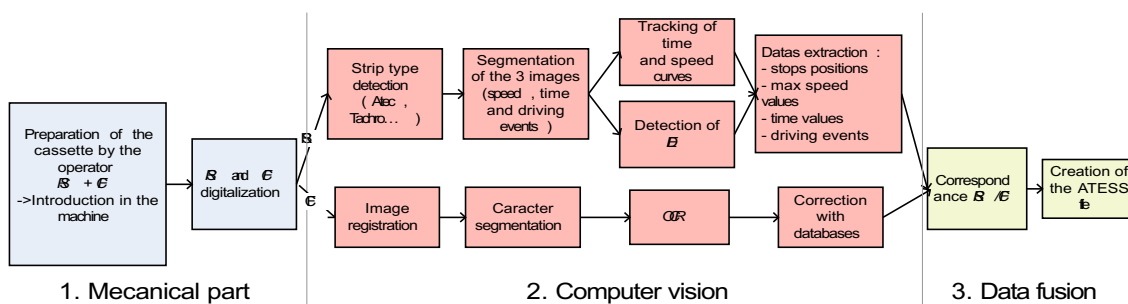 Preparation of the
cassette by the
operator
->Introduction in the
machine
and
digitalization
Strip type
detection
Segmentation
of the 3 images
(speed , time
and driving
events )
Tracking of
time
and speed
curves
Detection of
Datas extraction :
- stops positions
- max speed
values
- time values
- driving events
Image
registration
Caracter
segmentation
Correction
with
databases
Correspond
ance
Creation of
the ATESS
1. Mecanical part
2. Computer vision
3. Data fusion